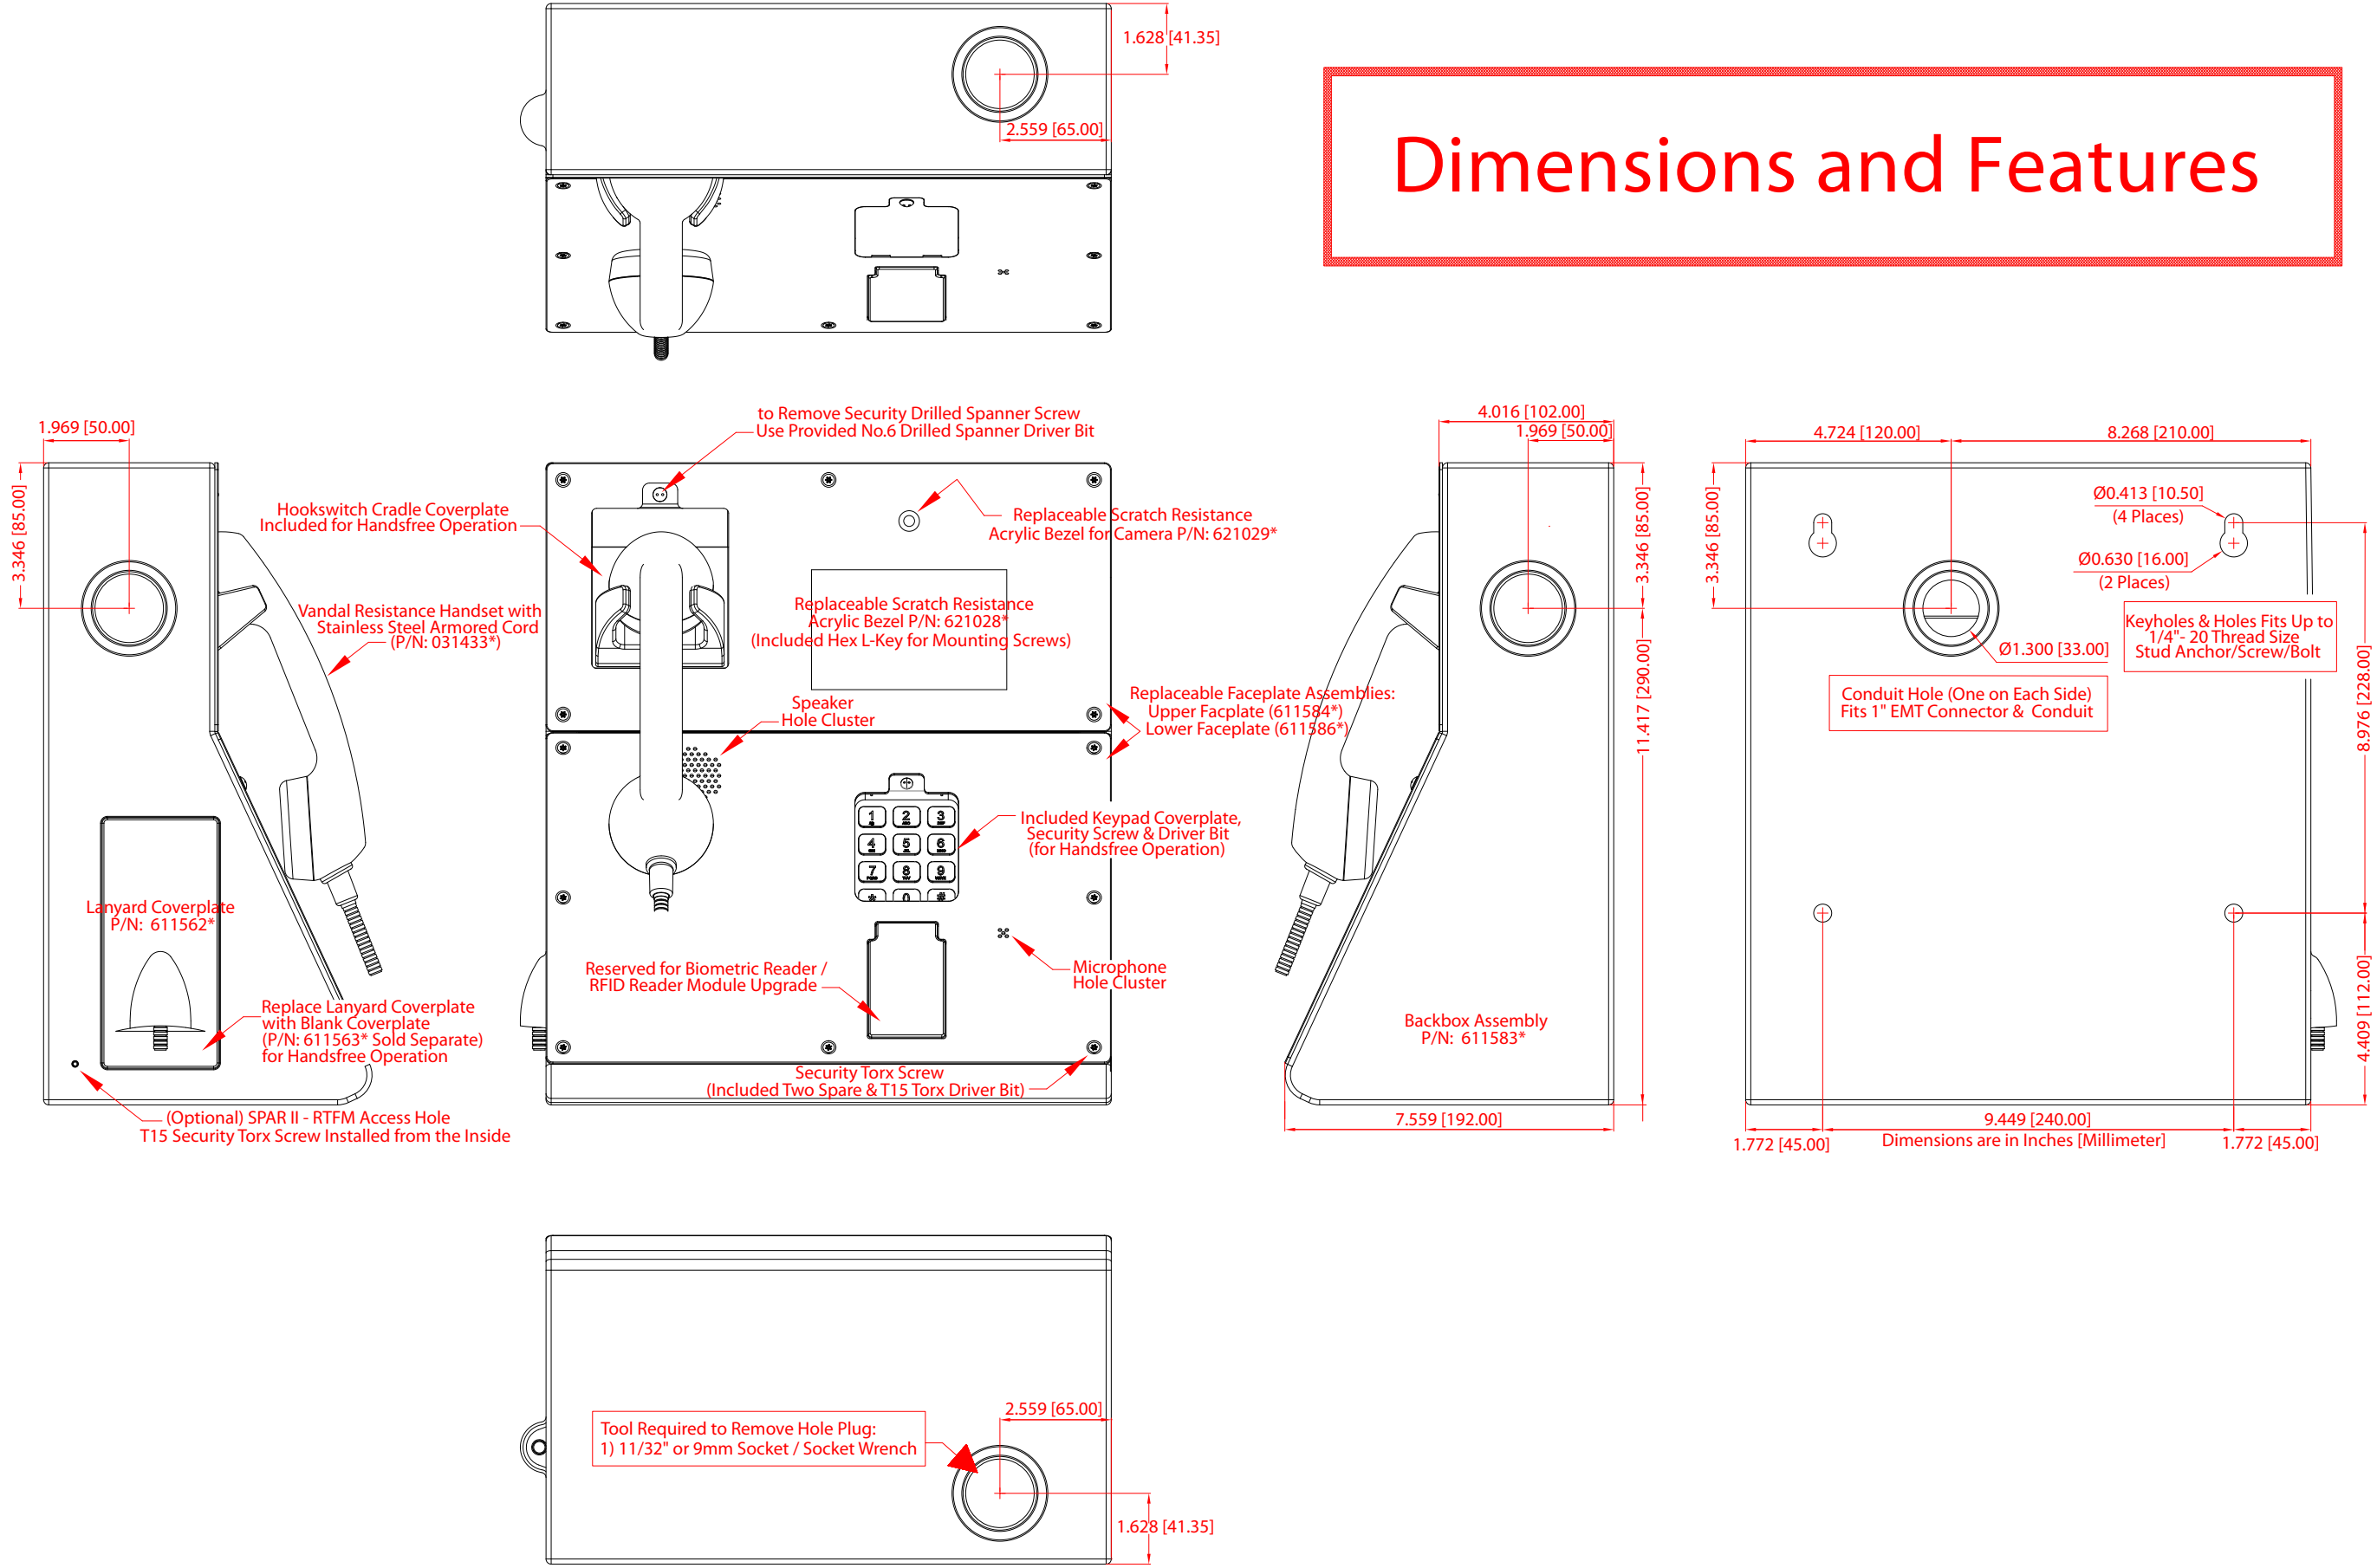 1.628 [41.35]
2.559 [65.00]
Dimensions and Features
1.969 [50.00]
3.346 [85.00]
to Remove Security Drilled Spanner Screw
Use Provided No.6 Drilled Spanner Driver Bit
Hookswitch Cradle Coverplate
Included for Handsfree Operation
Replaceable Scratch Resistance
Acrylic Bezel for Camera P/N: 621029*
Vandal Resistance Handset with
Stainless Steel Armored Cord
(P/N: 031433*)
Replaceable Scratch Resistance
Acrylic Bezel P/N: 621028*
(Included Hex L-Key for Mounting Screws)
Speaker
Hole Cluster
Replaceable Faceplate Assemblies:
Upper Facplate (611584*)
Lower Faceplate (611586*)
1 2 3
4 5 6
7 8 9
* 0 #
Included Keypad Coverplate,
Security Screw & Driver Bit
(for Handsfree Operation)
Lanyard Coverplate
P/N: 611562*
Replace Lanyard Coverplate
with Blank Coverplate
(P/N: 611563* Sold Separate)
for Handsfree Operation
Reserved for Biometric Reader /
RFID Reader Module Upgrade
Microphone
Hole Cluster
Security Torx Screw
(Included Two Spare & T15 Torx Driver Bit)
(Optional) SPAR II - RTFM Access Hole
T15 Security Torx Screw Installed from the Inside
4.016 [102.00]
1.969 [50.00]
3.346 [85.00]
11.417 [290.00]
Backbox Assembly
P/N: 611583*
7.559 [192.00]
4.724 [120.00]
8.268 [210.00]
3.346 [85.00]
Ø0.413 [10.50]
(4 Places)
Ø0.630 [16.00]
(2 Places)
Keyholes & Holes Fits Up to
1/4"- 20 Thread Size
Stud Anchor/Screw/Bolt
Ø1.300 [33.00]
Conduit Hole (One on Each Side)
Fits 1" EMT Connector & Conduit
8.976 [228.00]
4.409 [112.00]
1.772 [45.00]
9.449 [240.00]
Dimensions are in Inches [Millimeter]
1.772 [45.00]
Tool Required to Remove Hole Plug:
1) 11/32" or 9mm Socket / Socket Wrench
2.559 [65.00]
1.628 [41.35]